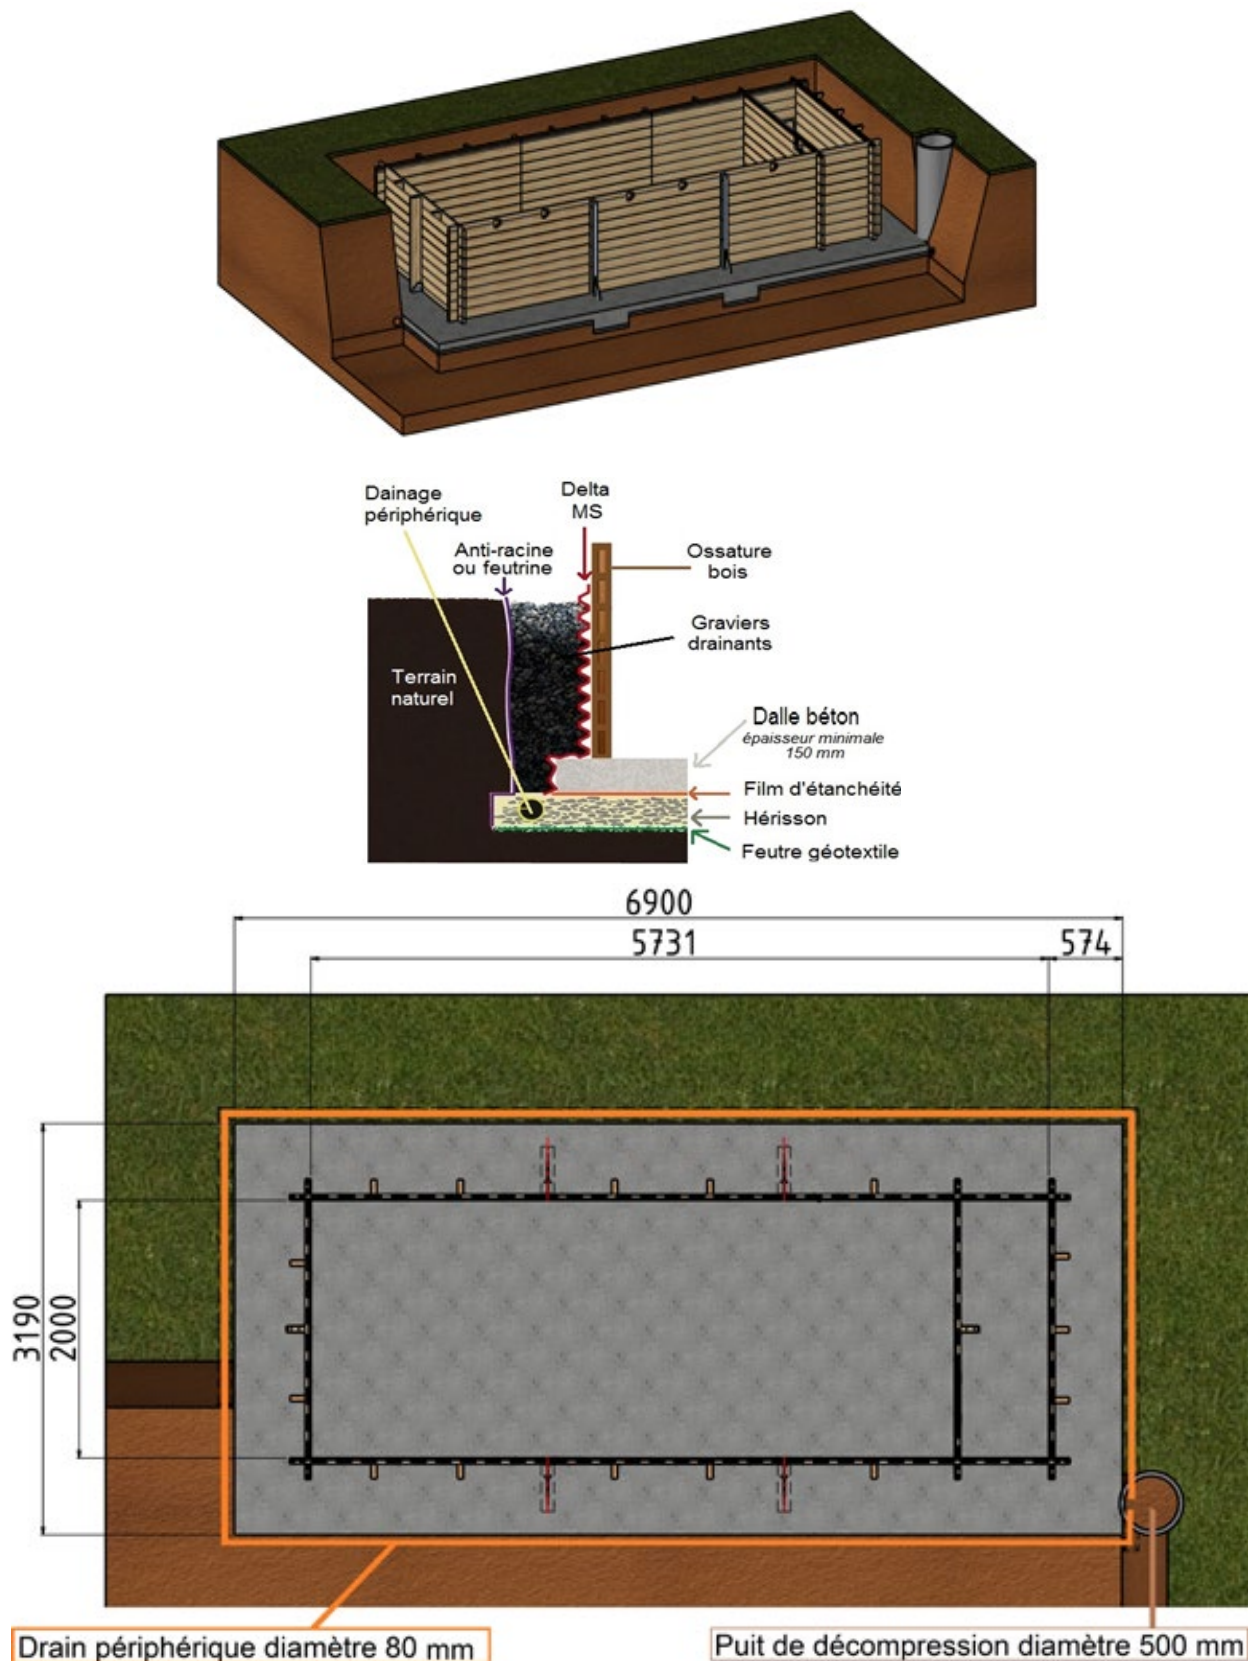 Dainage
périphérique
Delta
MS
Anti-racine
ou feutrine
Ossature
bois
Graviers
drainants
Terrain
naturel
Dalle béton
épaisseur minimale
150 mm
Film d'étanchéité
Hérisson
Feutre géotextile
6900
5731
574
3190
2000
Drain périphérique diamètre 80 mm
Puit de décompression diamètre 500 mm